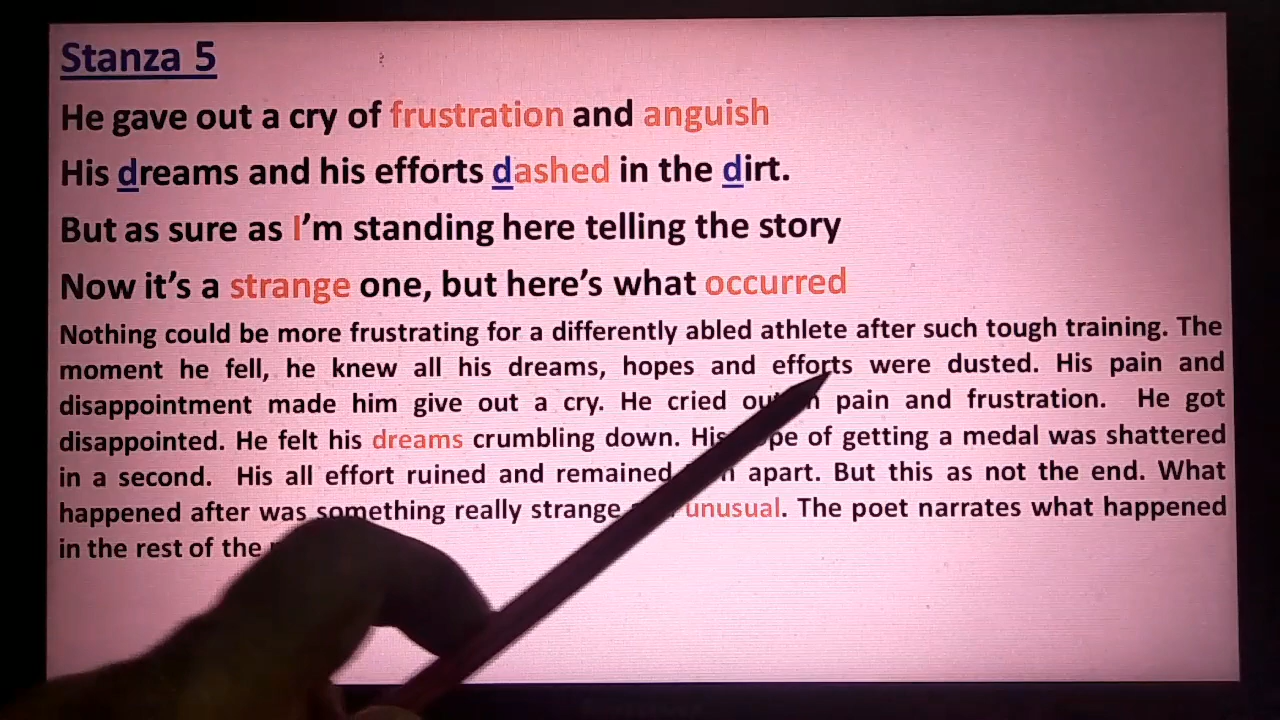 Stanza 5
He gave out a cry of frustration and anguish
His dreams and his efforts dashed in the dirt.
But as sure as I'm standing here telling the story
Now it's a strange one, but here's what occurred
Nothing could be more frustrating for a differently abled athlete after such tough training. The
moment he fell, he knew all his dreams, hopes and efforts were dusted. His pain and
disappointment made him give out a cry. He cried pain and frustration. He got
disappointed. He felt his dreams crumbling down. of getting a medal was shattered
in a second. His all effort ruined and remained apart. But this as not the end. What
happened after was something really strange unusual. The poet narrates what happened
in the rest of the